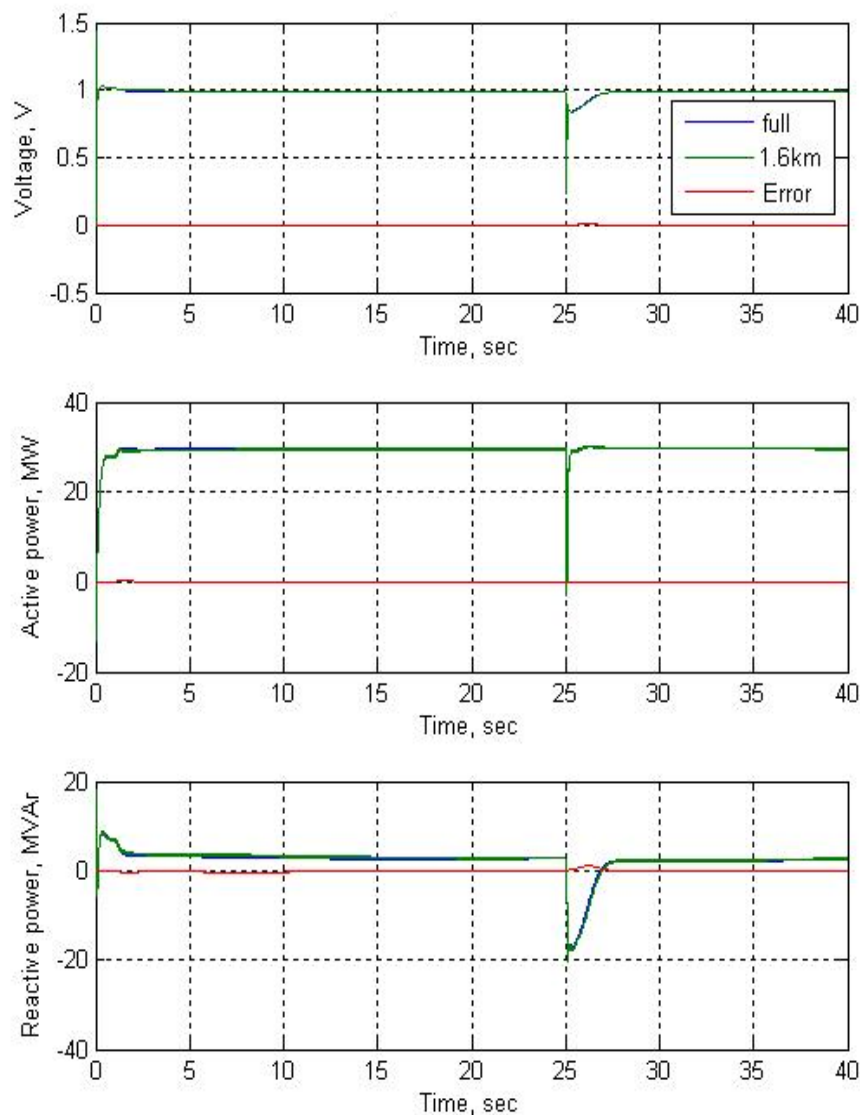 1.5
1
0.5
0
-0.5
Voltage, V
full
1.6km
Error
0 5 10 15 20 25 30 35 40
Time, sec
40
20
0
-20
Active power, MW
0 5 10 15 20 25 30 35 40
Time, sec
20
0
-20
-40
Reactive power, MVAr
0 5 10 15 20 25 30 35 40
Time, sec